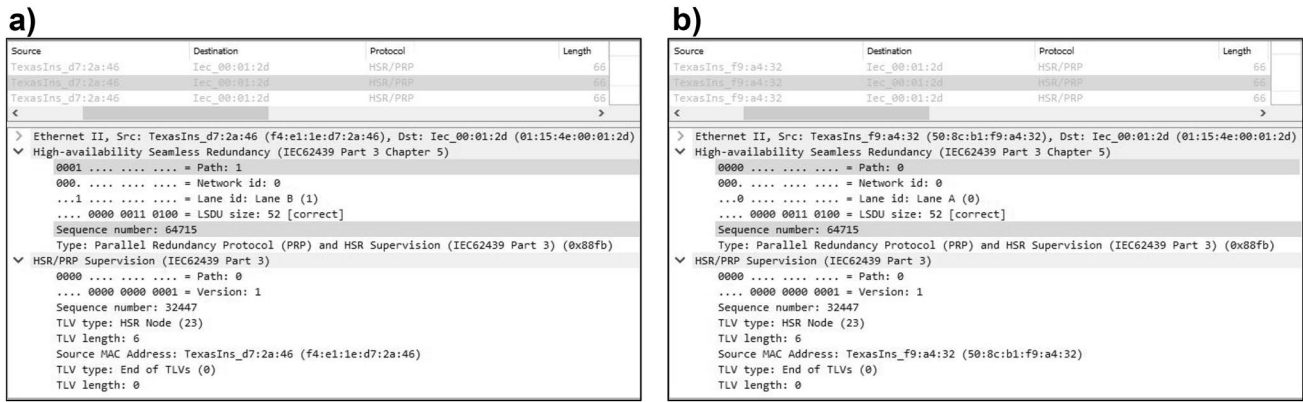 a)
Source Destination Protocol Length
TexasIns_d7:2a:46 Iec_00:01:2d HSR/PRP 66
TexasIns_d7:2a:46 Iec_00:01:2d HSR/PRP 66
TexasIns_d7:2a:46 Iec_00:01:2d HSR/PRP 66
Ethernet II, Src: TexasIns_d7:2a:46 (f4:e1:1e:d7:2a:46), Dst: Iec_00:01:2d (01:15:4e:00:01:2d)
High-availability Seamless Redundancy (IEC62439 Part 3 Chapter 5)
0001 .... .... .... = Path: 1
000. .... .... .... = Network id: 0
...1 .... .... .... = Lane id: Lane B (1)
.... 0000 0011 0100 = LSDU size: 52 [correct]
Sequence number: 64715
Type: Parallel Redundancy Protocol (PRP) and HSR Supervision (IEC62439 Part 3) (0x88fb)
HSR/PRP Supervision (IEC62439 Part 3)
0000 .... .... .... = Path: 0
.... 0000 0000 0001 = Version: 1
Sequence number: 32447
TLV type: HSR Node (23)
TLV length: 6
Source MAC Address: TexasIns_d7:2a:46 (f4:e1:1e:d7:2a:46)
TLV type: End of TLVs (0)
TLV length: 0
b)
Source Destination Protocol Length
TexasIns_f9:a4:32 Iec_00:01:2d HSR/PRP 66
TexasIns_f9:a4:32 Iec_00:01:2d HSR/PRP 66
TexasIns_f9:a4:32 Iec_00:01:2d HSR/PRP 66
Ethernet II, Src: TexasIns_f9:a4:32 (50:8c:b1:f9:a4:32), Dst: Iec_00:01:2d (01:15:4e:00:01:2d)
High-availability Seamless Redundancy (IEC62439 Part 3 Chapter 5)
0000 .... .... .... = Path: 0
000. .... .... .... = Network id: 0
...0 .... .... .... = Lane id: Lane A (0)
.... 0000 0011 0100 = LSDU size: 52 [correct]
Sequence number: 64715
Type: Parallel Redundancy Protocol (PRP) and HSR Supervision (IEC62439 Part 3) (0x88fb)
HSR/PRP Supervision (IEC62439 Part 3)
0000 .... .... .... = Path: 0
.... 0000 0000 0001 = Version: 1
Sequence number: 32447
TLV type: HSR Node (23)
TLV length: 6
Source MAC Address: TexasIns_f9:a4:32 (50:8c:b1:f9:a4:32)
TLV type: End of TLVs (0)
TLV length: 0